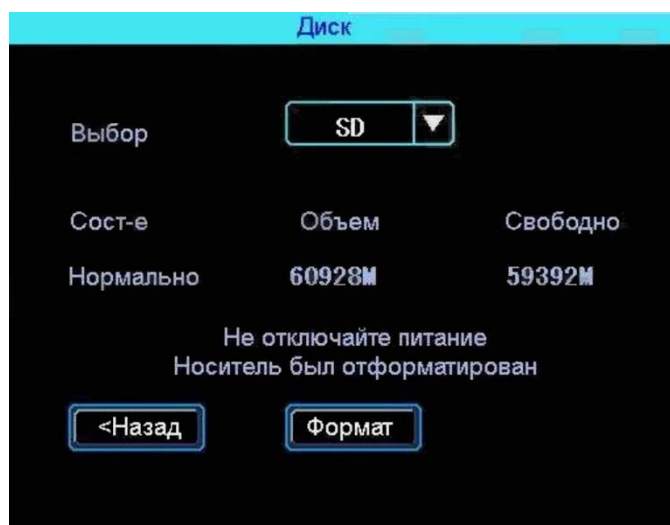 Диск
Выбор SD
Сост-е Объем Свободно
Нормально 60928M 59392M
Не отключайте питание
Носитель был отформатирован
<Назад Формат